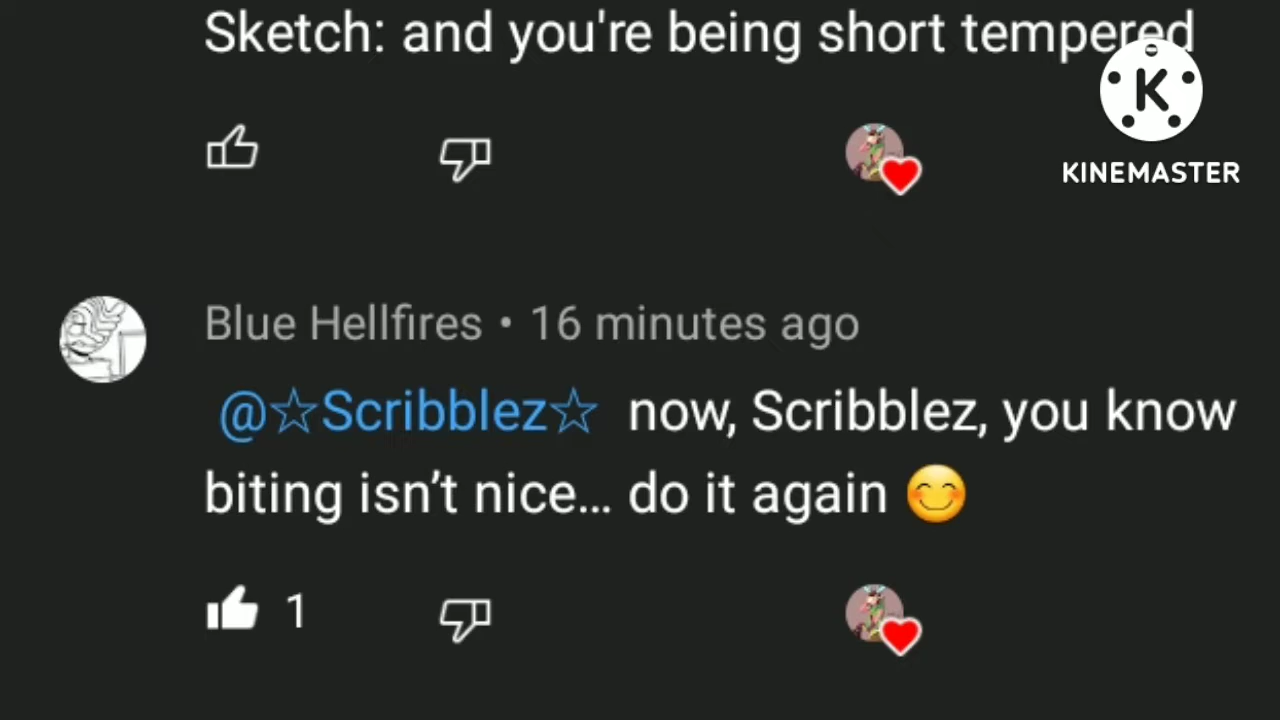 Sketch: and you're being short tempered
K
KINEMASTER
Blue Hellfires • 16 minutes ago
@☆Scribblez☆ now, Scribblez, you know
biting isn’t nice... do it again 😊
1